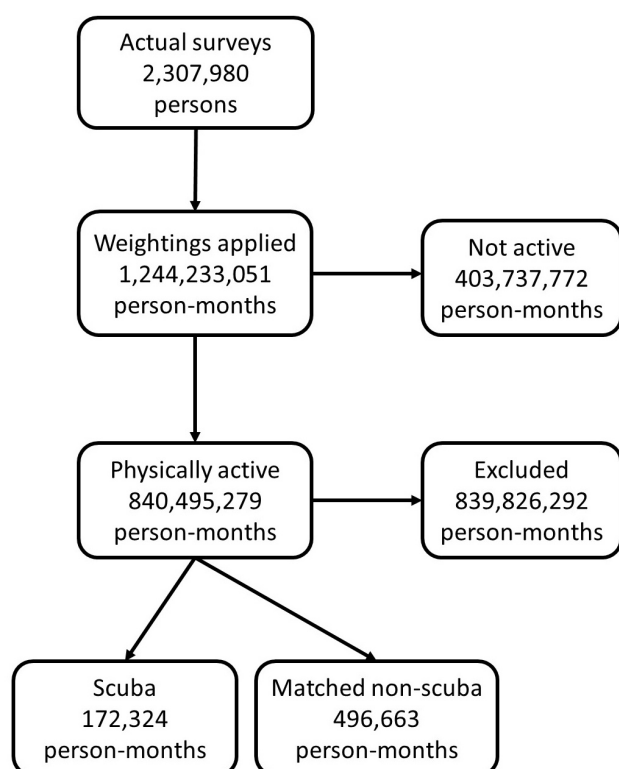 Actual surveys
2,307,980
persons
Weightings applied
1,244,233,051
person-months
Not active
403,737,772
person-months
Physically active
840,495,279
person-months
Excluded
839,826,292
person-months
Scuba
172,324
person-months
Matched non-scuba
496,663
person-months